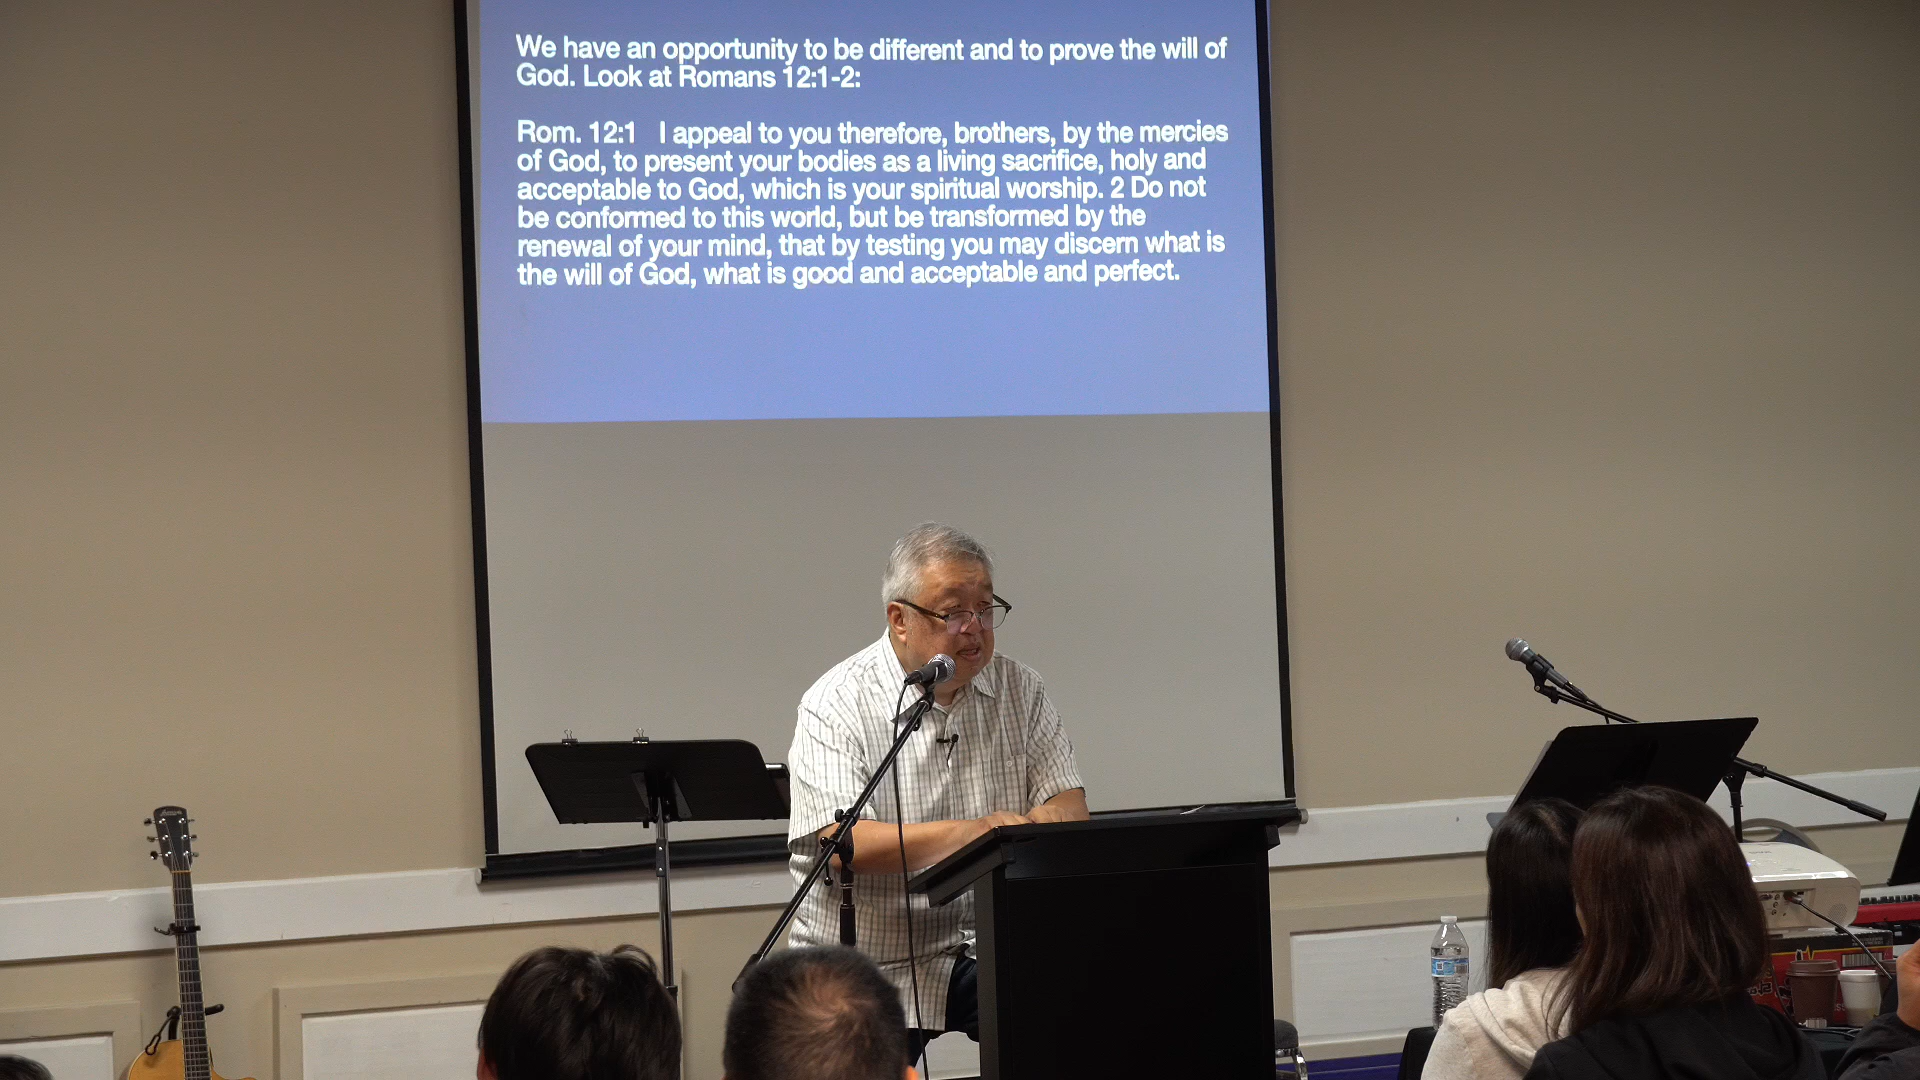 We have an opportunity to be different and to prove the will of
God. Look at Romans 12:1-2:
Rom. 12:1 I appeal to you therefore, brothers, by the mercies
of God, to present your bodies as a living sacrifice, holy and
acceptable to God, which is your spiritual worship. 2 Do not
be conformed to this world, but be transformed by the
renewal of your mind, that by testing you may discern what is
the will of God, what is good and acceptable and perfect.